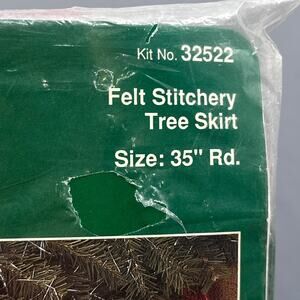 Kit No. 32522
Felt Stitchery
Tree Skirt
Size: 35" Rd.